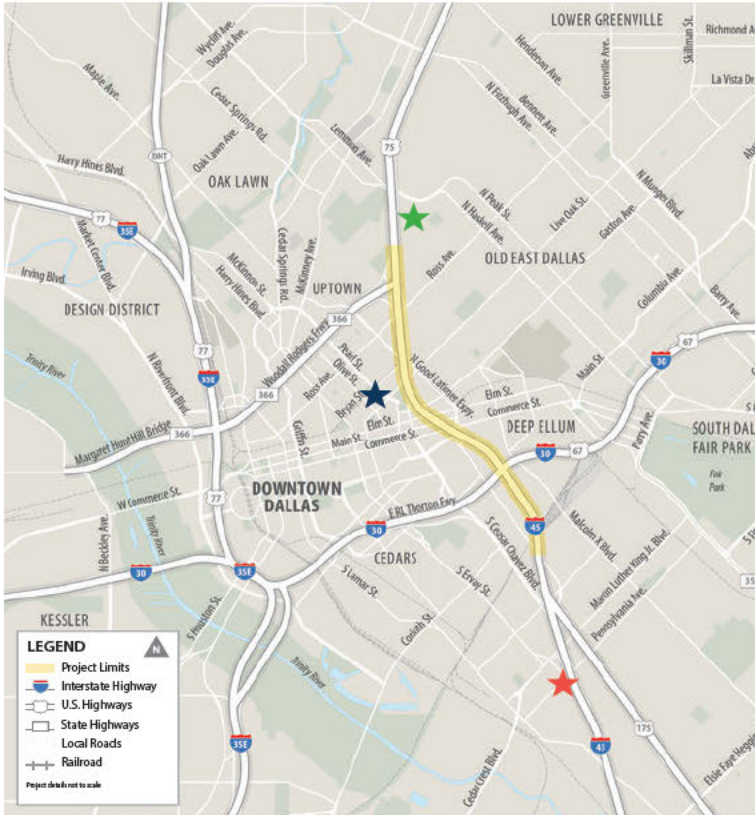 LOWER GREENVILLE
Skillman St.
Richmond A
Wycliff Ave.
Douglas Ave.
Henderson Ave.
Greenville Ave.
Maple Ave.
Cedar Springs Rd.
Bennett Ave.
N Fitzhugh Ave.
La Vista Dr
Lemmon Ave.
Oak Lawn Ave.
75
DNT
Harry Hines Blvd.
OAK LAWN
N Munger Blvd.
N Peak St.
N Haskell Ave.
Live Oak St.
Gaston Ave.
77
35E
Market Center Blvd.
Cedar Springs Rd.
McKinney Ave.
Ross Ave.
OLD EAST DALLAS
McKinnon St.
Harry Hines Blvd.
Irving Blvd.
UPTOWN
Columbia Ave.
Barry Ave.
DESIGN DISTRICT
366
67
Trinity River
N Riverfront Blvd.
77
35E
Woodall Rodgers Frwy
Pearl St.
Olive St.
Ross Ave.
Bryan St.
N Good Latimer Expy.
Main St.
30
366
Elm St.
Commerce St.
Margaret Hunt Hill Bridge
366
Griffin St.
Elm St.
Main St.
Commerce St.
DEEP ELLUM
Parry Ave.
SOUTH DAL
FAIR PARK
30
67
Fair
Park
W Commerce St.
77
DOWNTOWN
DALLAS
E RL Thorton Fwy
30
45
Malcolm X Blvd.
N Beckley Ave.
Trinity River
CEDARS
S Cesar Chavez Blvd.
Martin Luther King Jr. Blvd.
30
35E
S Lamar St.
S Ervay St.
Pennsylvania Ave.
35
KESSLER
S Houston St.
Corinth St.
LEGEND
N
Project Limits
Interstate Highway
U.S. Highways
State Highways
Local Roads
Railroad
Project details not to scale
Trinity River
35E
Cedar Crest Blvd.
45
175